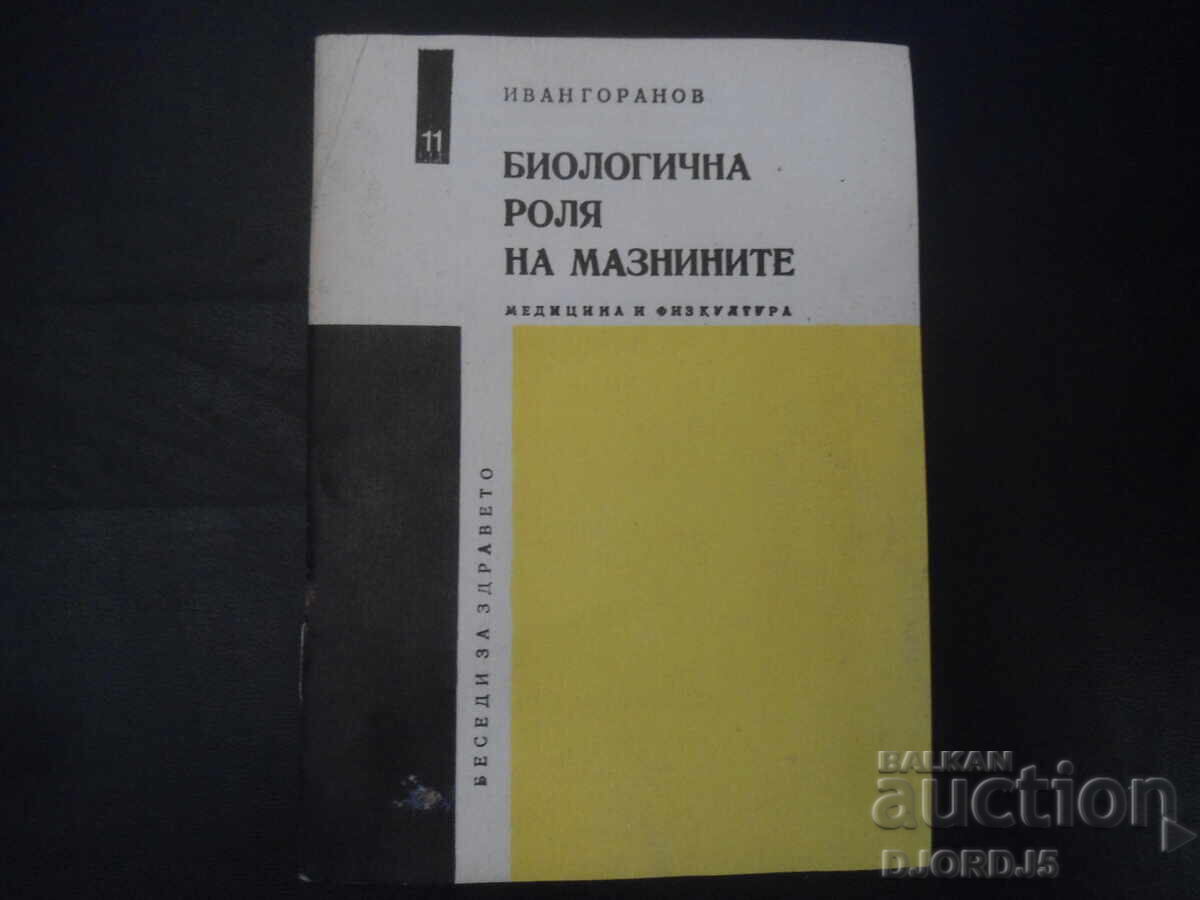 11
ИВАН ГОРАНОВ
БИОЛОГИЧНА
РОЛЯ
НА МАЗНИНИТЕ
МЕДИЦИНА И ФИЗКУЛТУРА
БЕСЕДИ ЗА ЗДРАВЕТО
BALKAN
auction
DJORDJ5